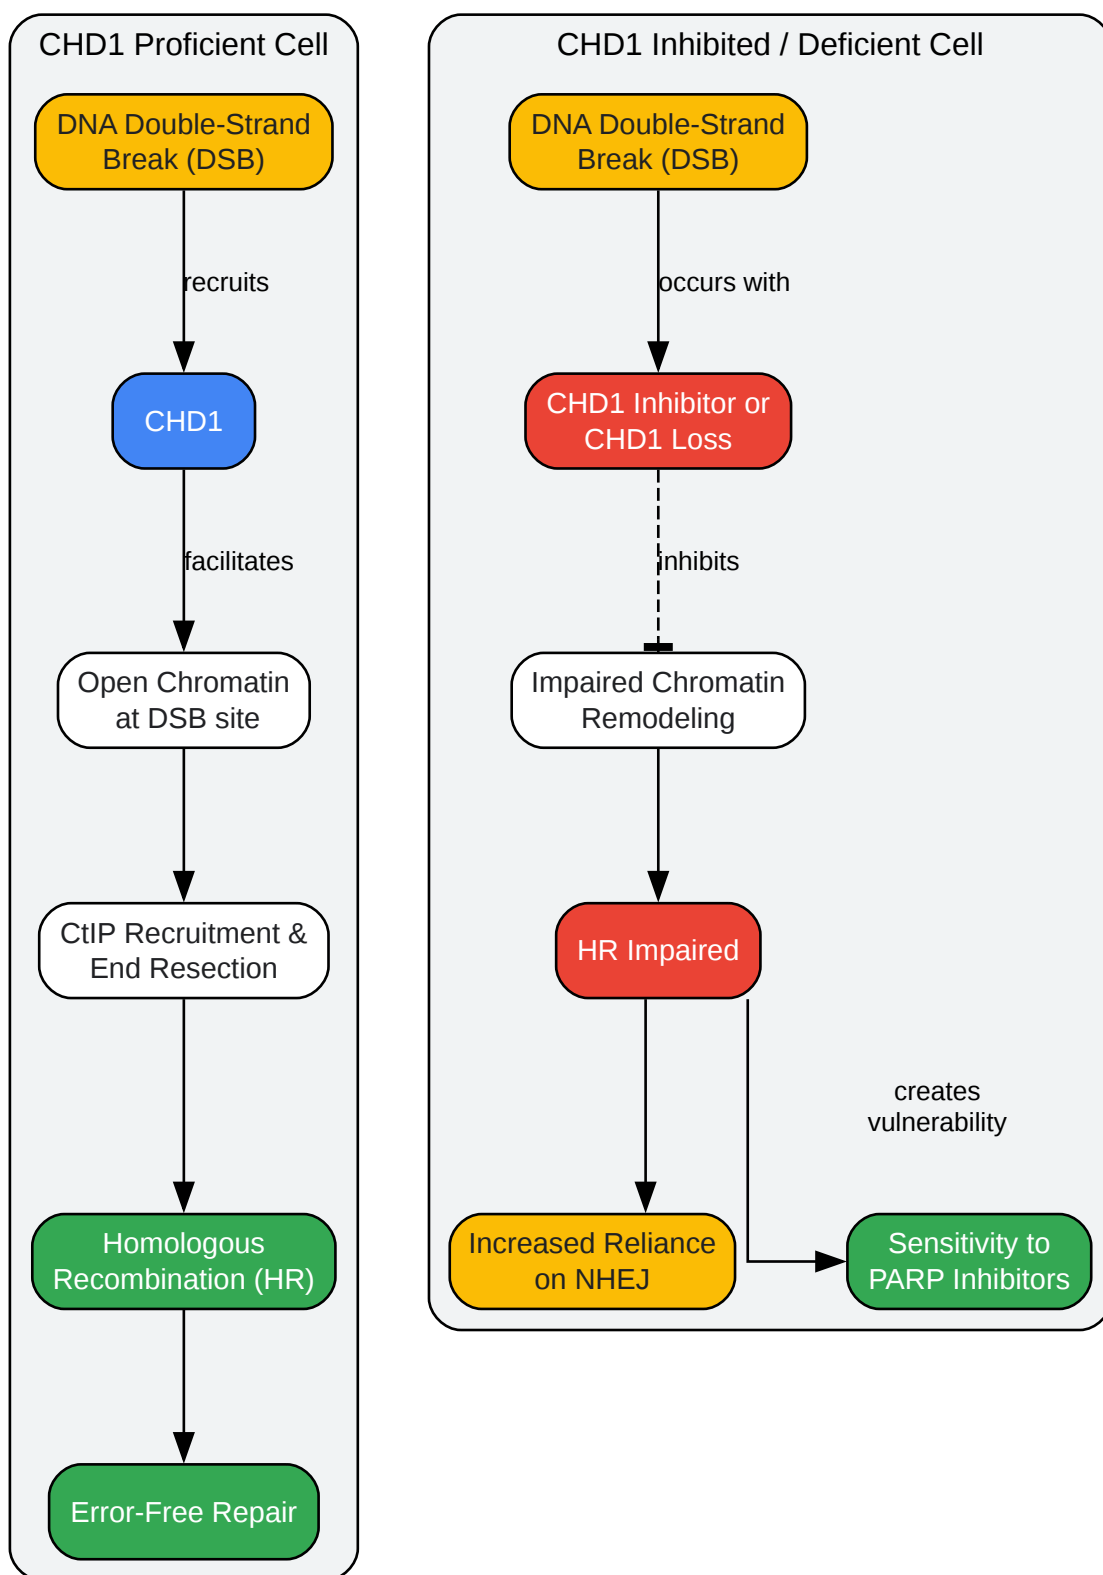 CHD1 Proficient Cell
DNA Double-Strand
Break (DSB)
recruits
CHD1
facilitates
Open Chromatin
at DSB site
CtIP Recruitment &
End Resection
Homologous
Recombination (HR)
Error-Free Repair
CHD1 Inhibited / Deficient Cell
DNA Double-Strand
Break (DSB)
occurs with
CHD1 Inhibitor or
CHD1 Loss
inhibits
Impaired Chromatin
Remodeling
HR Impaired
creates
vulnerability
Increased Reliance
on NHEJ
Sensitivity to
PARP Inhibitors